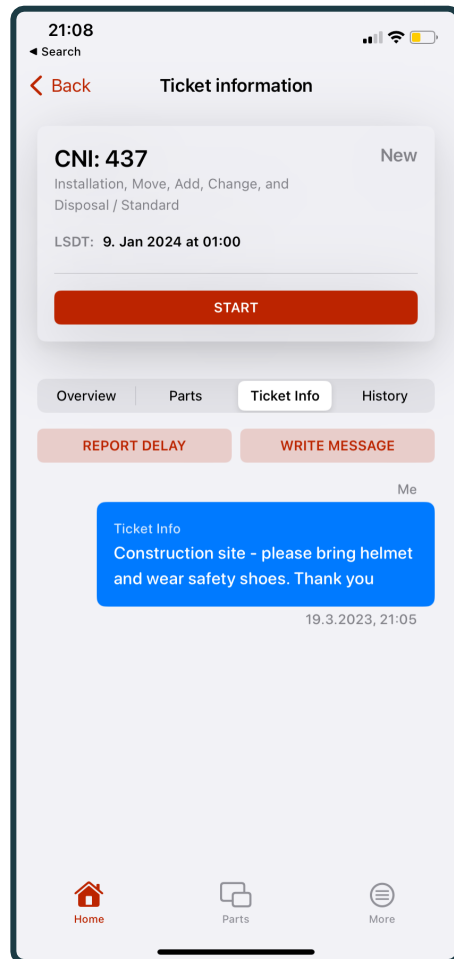 21:08
◀ Search
Back
Ticket information
CNI: 437
New
Installation, Move, Add, Change, and
Disposal / Standard
LSDT: 9. Jan 2024 at 01:00
START
Overview
Parts
Ticket Info
History
REPORT DELAY
WRITE MESSAGE
Me
Ticket Info
Construction site - please bring helmet
and wear safety shoes. Thank you
19.3.2023, 21:05
Home
Parts
More